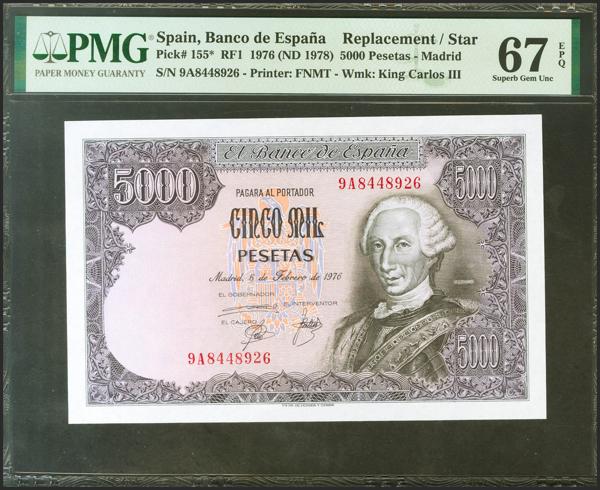 PMG
PAPER MONEY GUARANTY
Spain, Banco de España Replacement / Star
Pick# 155* RF1 1976 (ND 1978) 5000 Pesetas - Madrid
S/N 9A8448926 - Printer: FNMT - Wmk: King Carlos III
67 EPQ
Superb Gem Unc
El Banco de España
5000
5000
PAGARA AL PORTADOR
9A8448926
CINCO MIL
PESETAS
Madrid, 6 de Febrero de 1976
EL GOBERNADOR
EL INTERVENTOR
EL CAJERO
9A8448926
5000